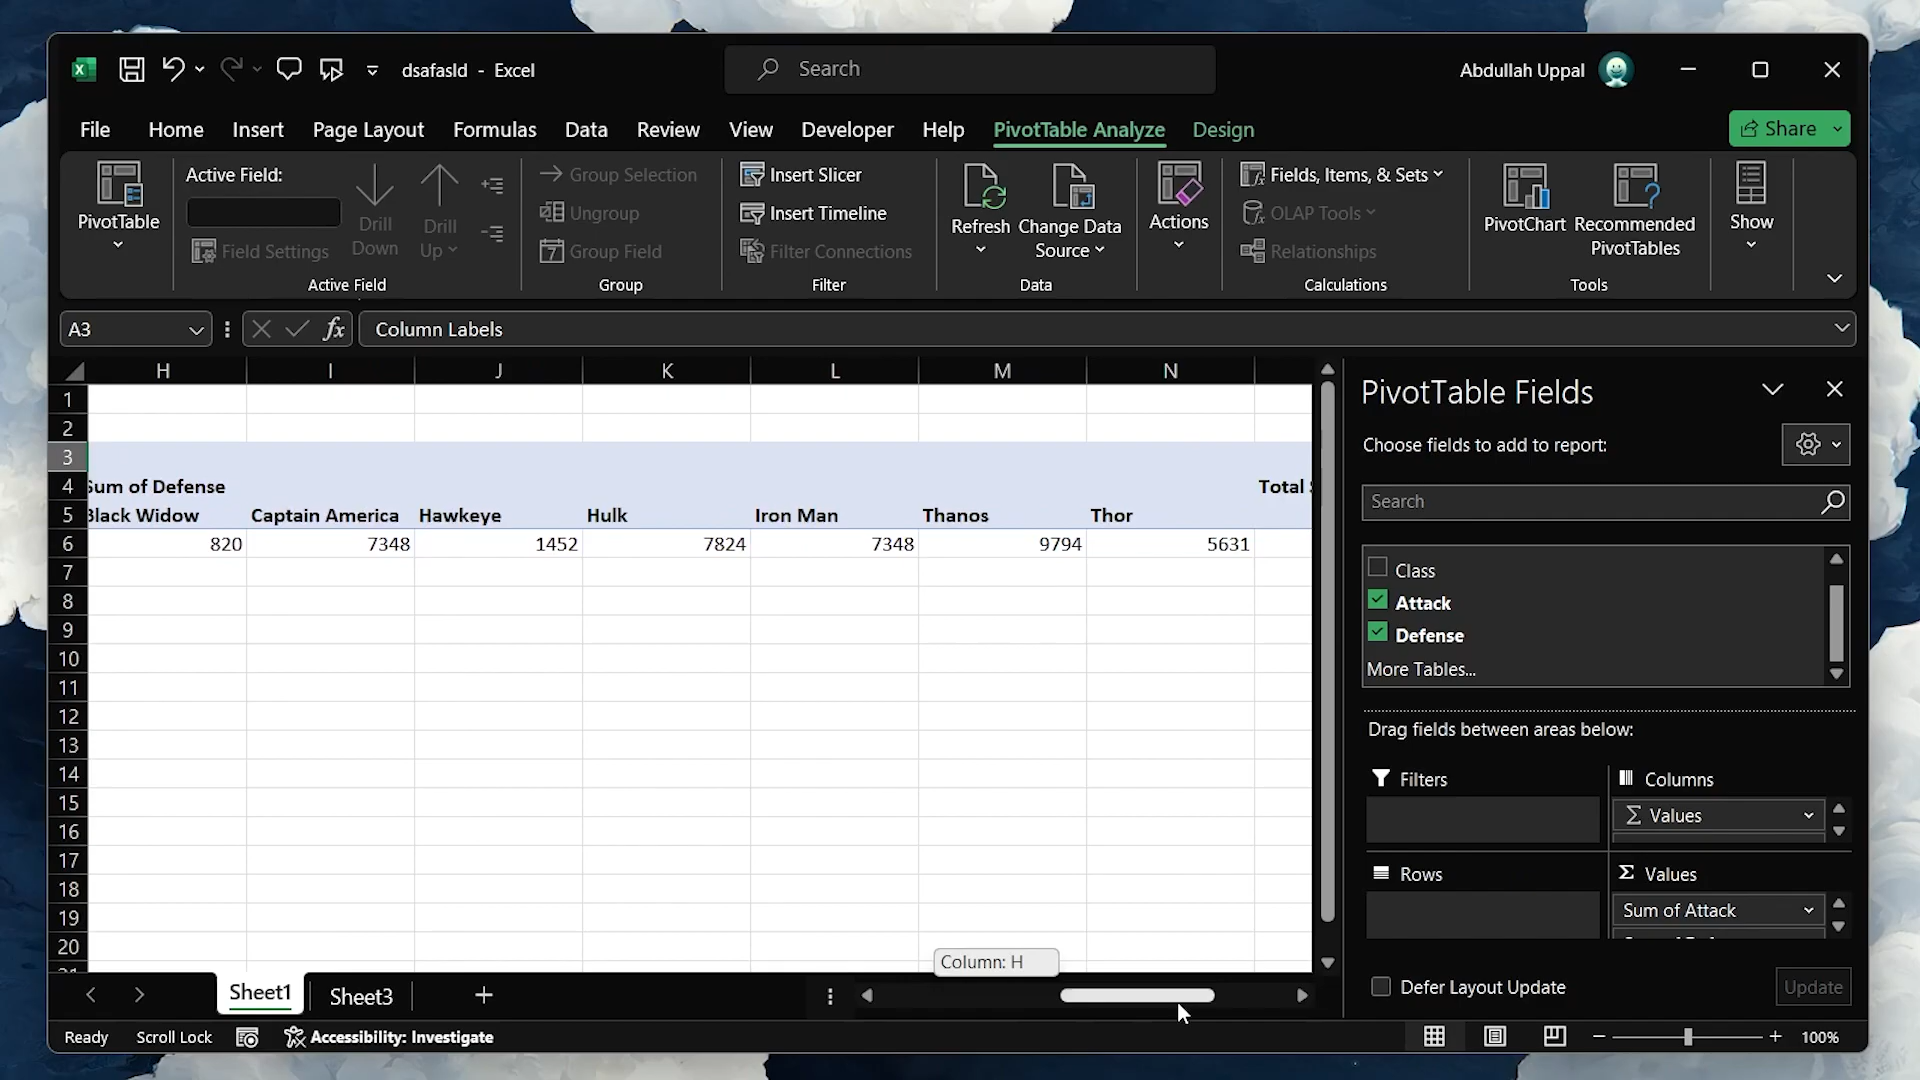 dsafasld - Excel
Search
Abdullah Uppal
File Home Insert Page Layout Formulas Data Review View Developer Help PivotTable Analyze Design
Share
PivotTable
Active Field:
Field Settings
Drill Down
Drill Up
Active Field
Group Selection
Ungroup
7 Group Field
Group
Insert Slicer
Insert Timeline
Filter Connections
Filter
Refresh
Change Data Source
Data
Actions
Fields, Items, & Sets
OLAP Tools
Relationships
Calculations
PivotChart
Recommended PivotTables
Tools
Show
A3
fx
Column Labels
H I J K L M N
1
2
3
4 Sum of Defense Total
5 Black Widow Captain America Hawkeye Hulk Iron Man Thanos Thor
6 820 7348 1452 7824 7348 9794 5631
7
8
9
10
11
12
13
14
15
16
17
18
19
20
Column: H
Sheet1 Sheet3
Ready Scroll Lock Accessibility: Investigate
100%
PivotTable Fields
Choose fields to add to report:
Search
Class
Attack
Defense
More Tables...
Drag fields between areas below:
Filters
Columns
Σ Values
Rows
Σ Values
Sum of Attack
Defer Layout Update
Update